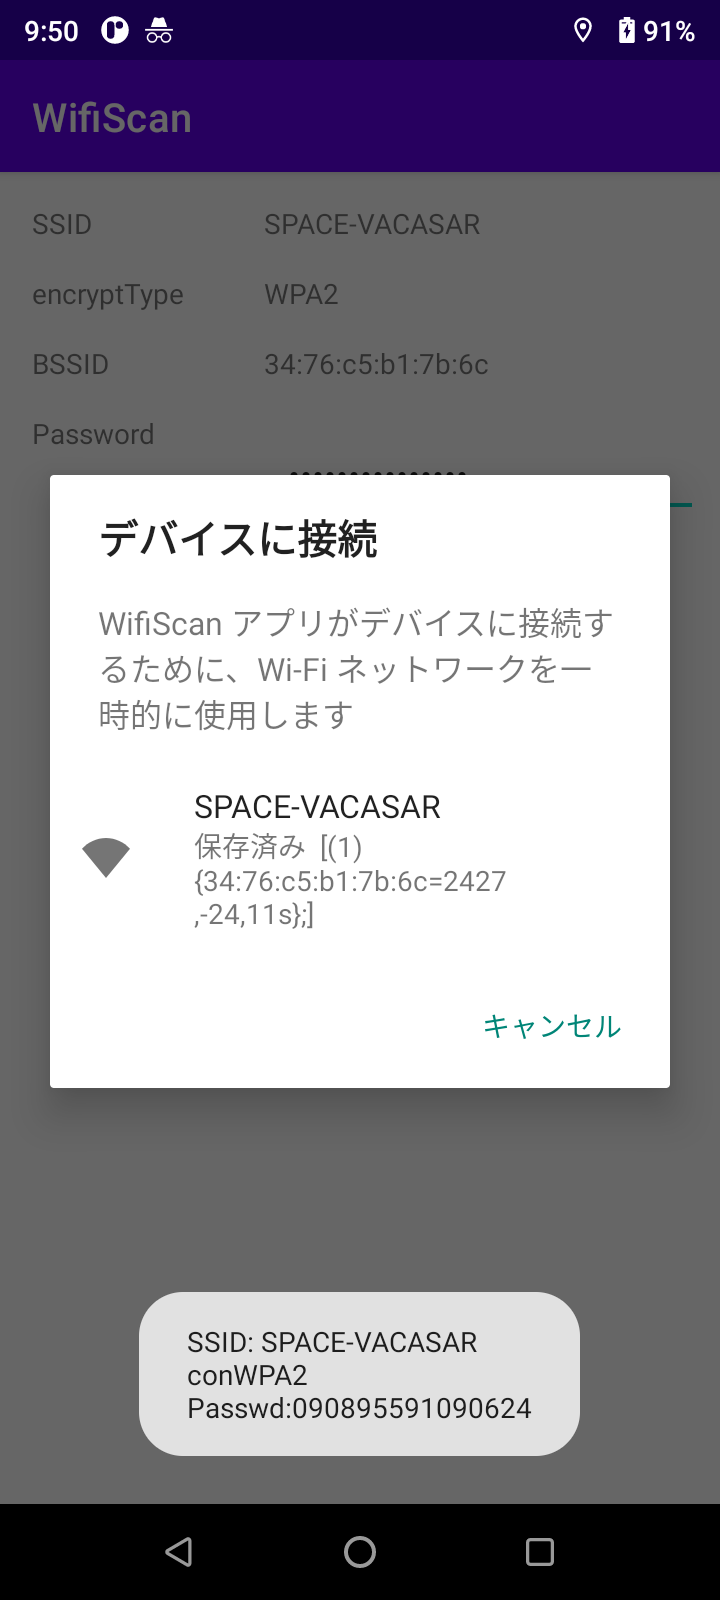 9:50
91%
WifiScan
SSID SPACE-VACASAR
encryptType WPA2
BSSID 34:76:c5:b1:7b:6c
Password
デバイスに接続
WifiScan アプリがデバイスに接続す
るために、Wi-Fi ネットワークを一
時的に使用します
SPACE-VACASAR
保存済み [(1)
{34:76:c5:b1:7b:6c=2427
,-24,11s};]
キャンセル
SSID: SPACE-VACASAR
conWPA2
Passwd:090895591090624